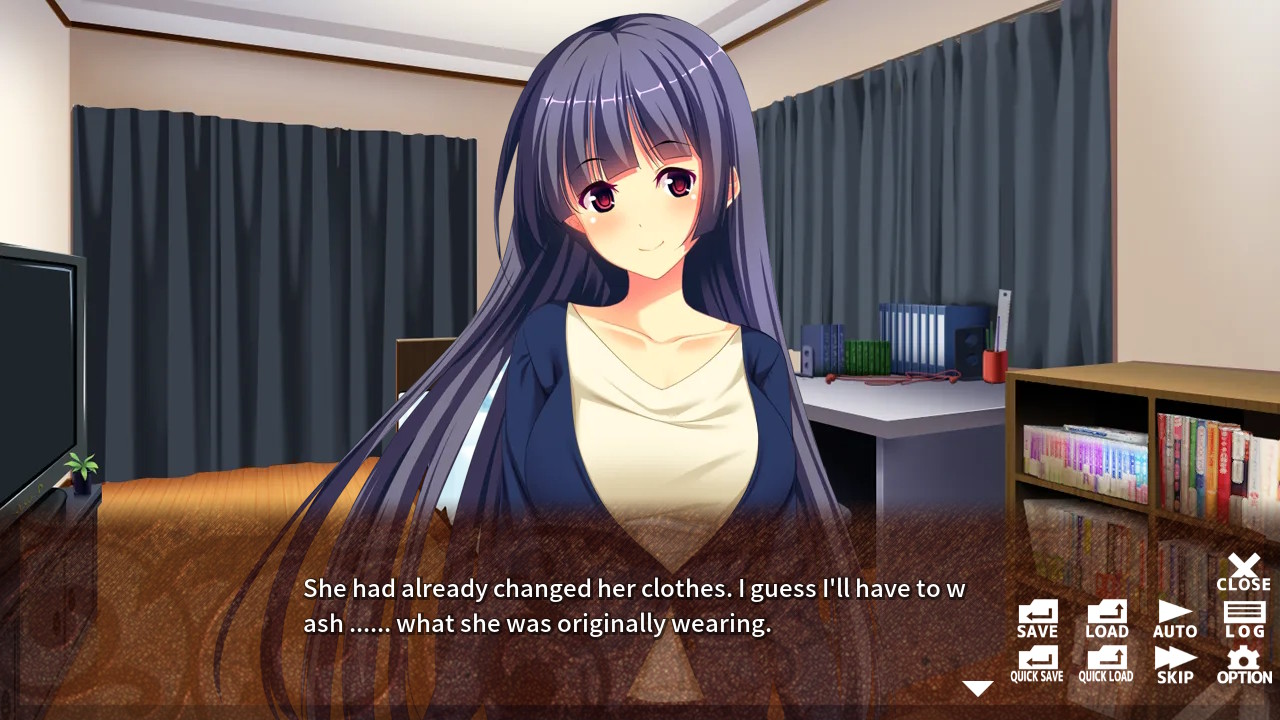 She had already changed her clothes. I guess I'll have to w
ash ...... what she was originally wearing.
CLOSE
SAVE LOAD AUTO LOG
QUICK SAVE QUICK LOAD SKIP OPTION